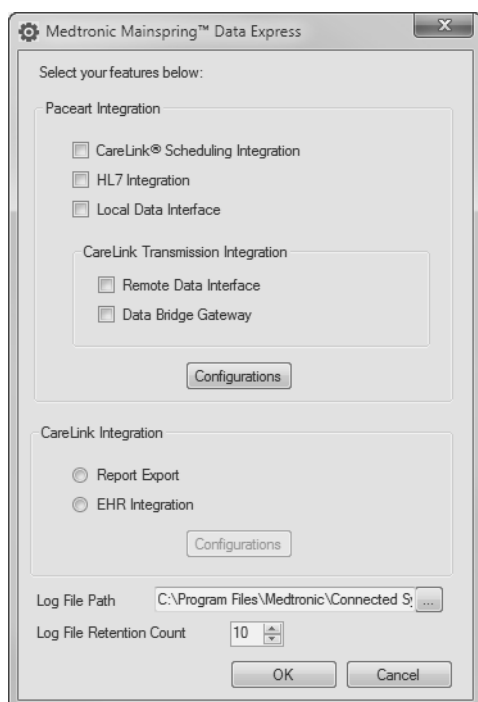 Medtronic Mainspring™ Data Express
Select your features below:
Paceart Integration
CareLink® Scheduling Integration
HL7 Integration
Local Data Interface
CareLink Transmission Integration
Remote Data Interface
Data Bridge Gateway
Configurations
CareLink Integration
Report Export
EHR Integration
Configurations
Log File Path C:\Program Files\Medtronic\Connected Sy ...
Log File Retention Count 10
OK Cancel